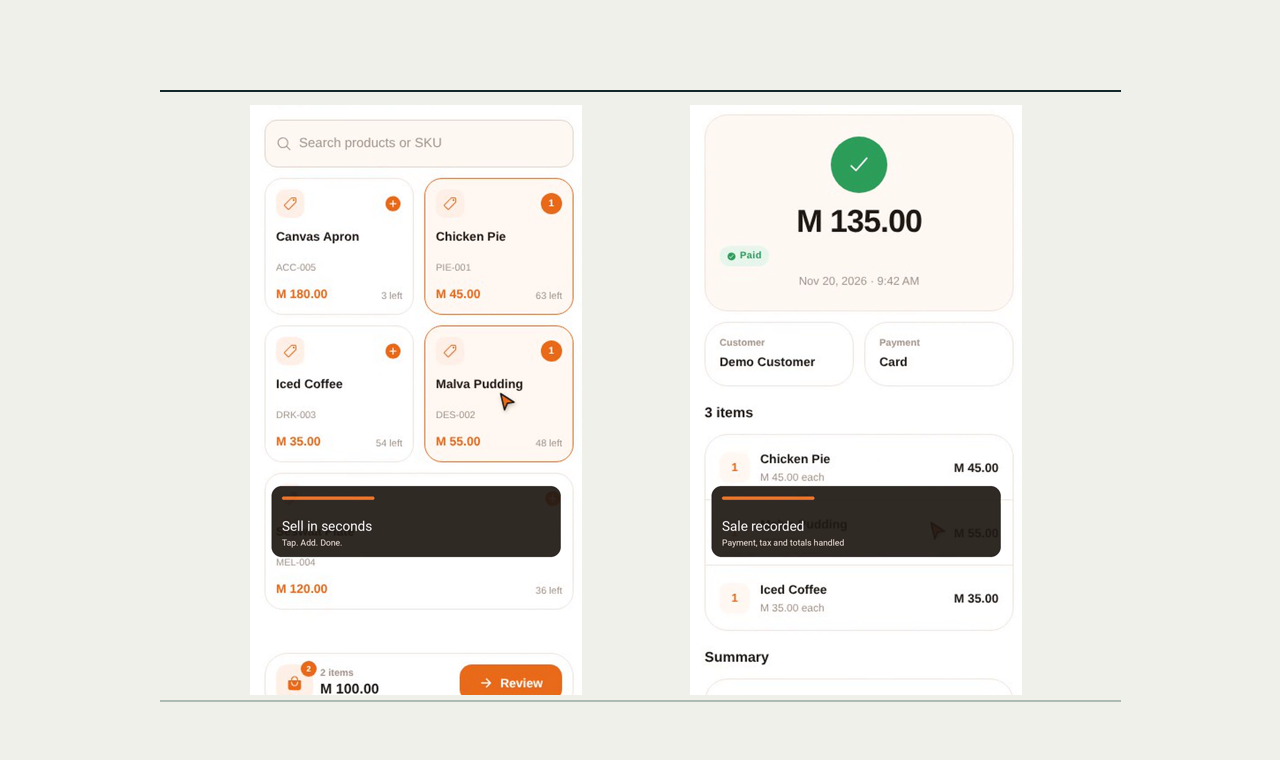 Search products or SKU
Canvas Apron
ACC-005
M 180.00
3 left
1
Chicken Pie
PIE-001
M 45.00
63 left
Iced Coffee
DRK-003
M 35.00
54 left
1
Malva Pudding
DES-002
M 55.00
48 left
Sell in seconds
Tap. Add. Done.
MEL-004
M 120.00
36 left
2
2 items
M 100.00
Review
M 135.00
Paid
Nov 20, 2026 · 9:42 AM
Customer
Demo Customer
Payment
Card
3 items
1
Chicken Pie
M 45.00 each
M 45.00
Sale recorded
Payment, tax and totals handled
M 55.00
1
Iced Coffee
M 35.00 each
M 35.00
Summary